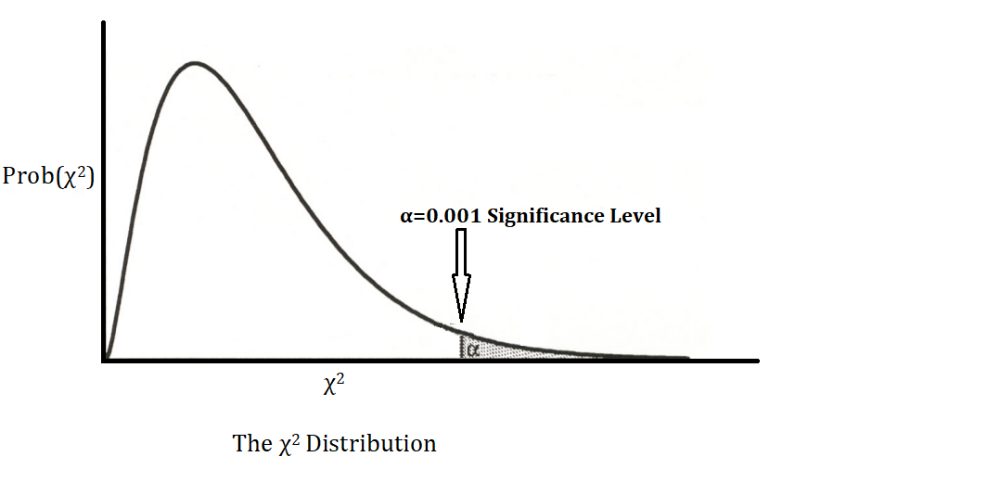 Prob(χ²)
α=0.001 Significance Level
α
χ²
The χ² Distribution